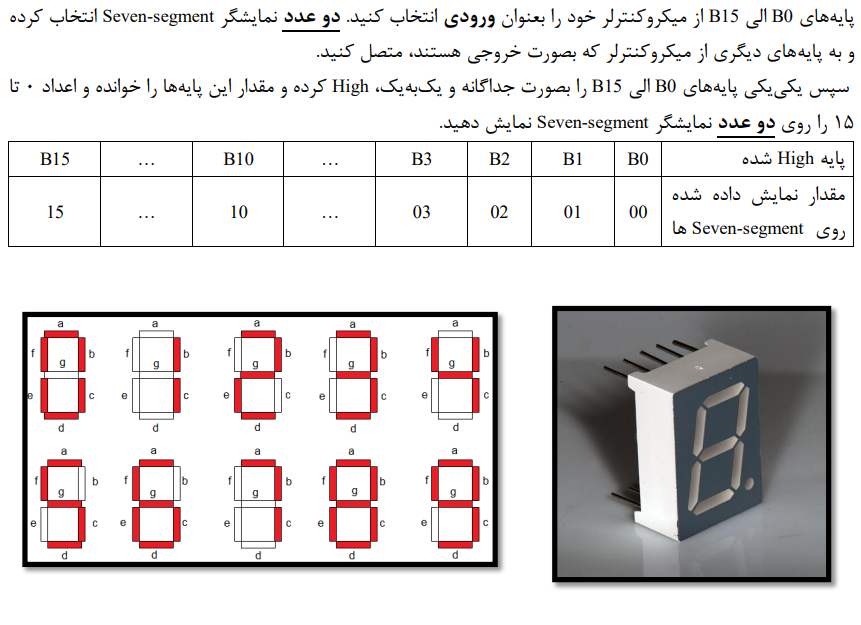 پایه‌های B0 الی B15 از میکروکنترلر خود را بعنوان ورودی انتخاب کنید. دو عدد نمایشگر Seven-segment انتخاب کرده
و به پایه‌های دیگری از میکروکنترلر که بصورت خروجی هستند، متصل کنید.
سپس یکی‌یکی پایه‌های B0 الی B15 را بصورت جداگانه و یک‌به‌یک، High کرده و مقدار این پایه‌ها را خوانده و اعداد ۰ تا
۱۵ را روی دو عدد نمایشگر Seven-segment نمایش دهید.
پایه High شده B0 B1 B2 B3 ... B10 ... B15
مقدار نمایش داده شده
روی Seven-segment ها 00 01 02 03 ... 10 ... 15
a a a a a
f g b f g b f g b f g b f g b
e c e c e c e c e c
d d d d d
a a a a a
f g b f g b f g b f g b f g b
e c e c e c e c e c
d d d d d